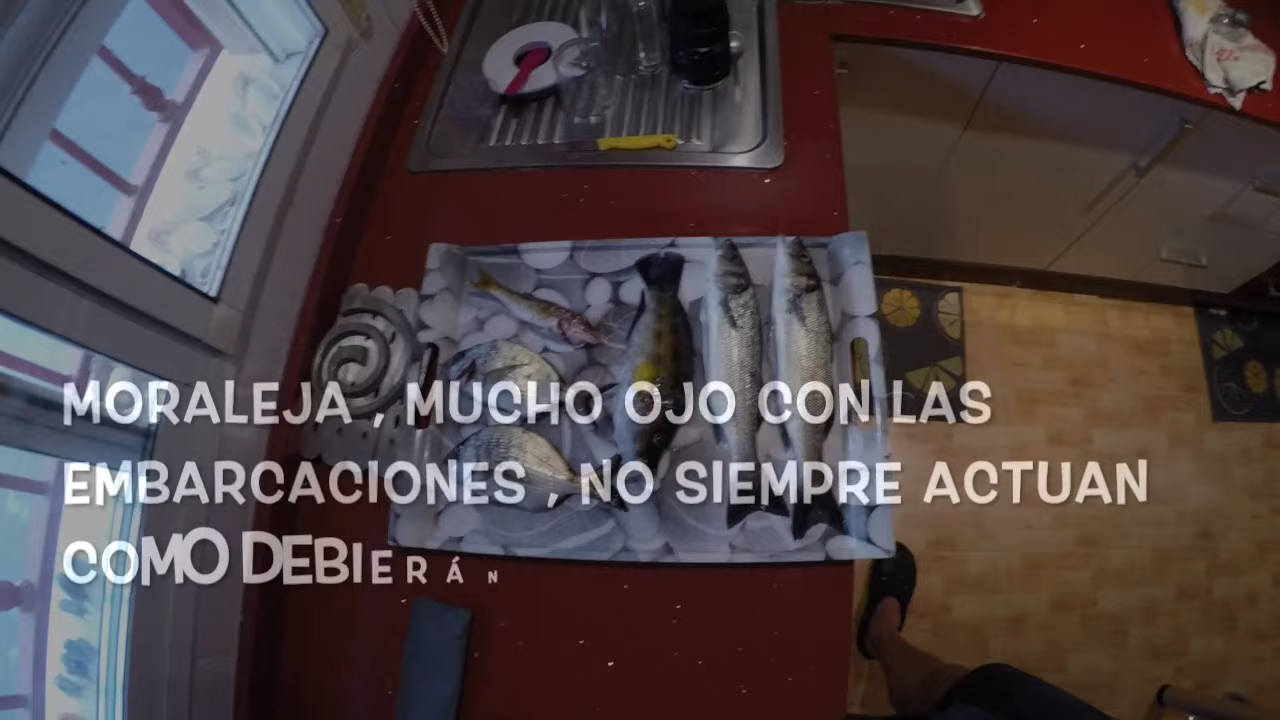 MORALEJA , MUCHO OJO CON LAS
EMBARCACIONES , NO SIEMPRE ACTUAN
COMO DEBIERÁN